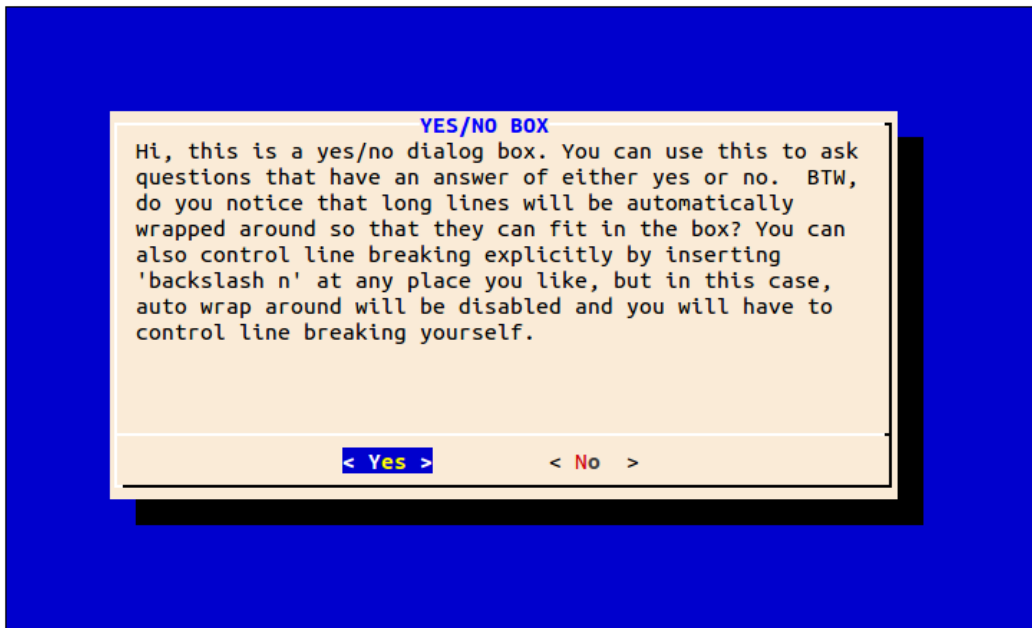 YES/NO BOX
Hi, this is a yes/no dialog box. You can use this to ask
questions that have an answer of either yes or no.  BTW,
do you notice that long lines will be automatically
wrapped around so that they can fit in the box? You can
also control line breaking explicitly by inserting
'backslash n' at any place you like, but in this case,
auto wrap around will be disabled and you will have to
control line breaking yourself.
< Yes > < No  >